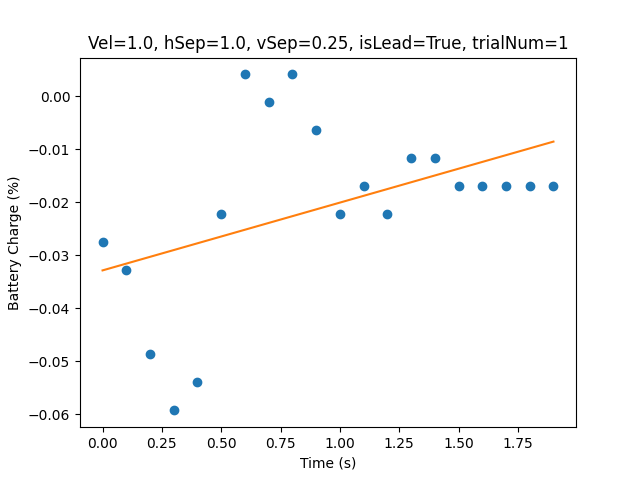 Vel=1.0, hSep=1.0, vSep=0.25, isLead=True, trialNum=1
Battery Charge (%)
0.00
−0.01
−0.02
−0.03
−0.04
−0.05
−0.06
0.00 0.25 0.50 0.75 1.00 1.25 1.50 1.75
Time (s)